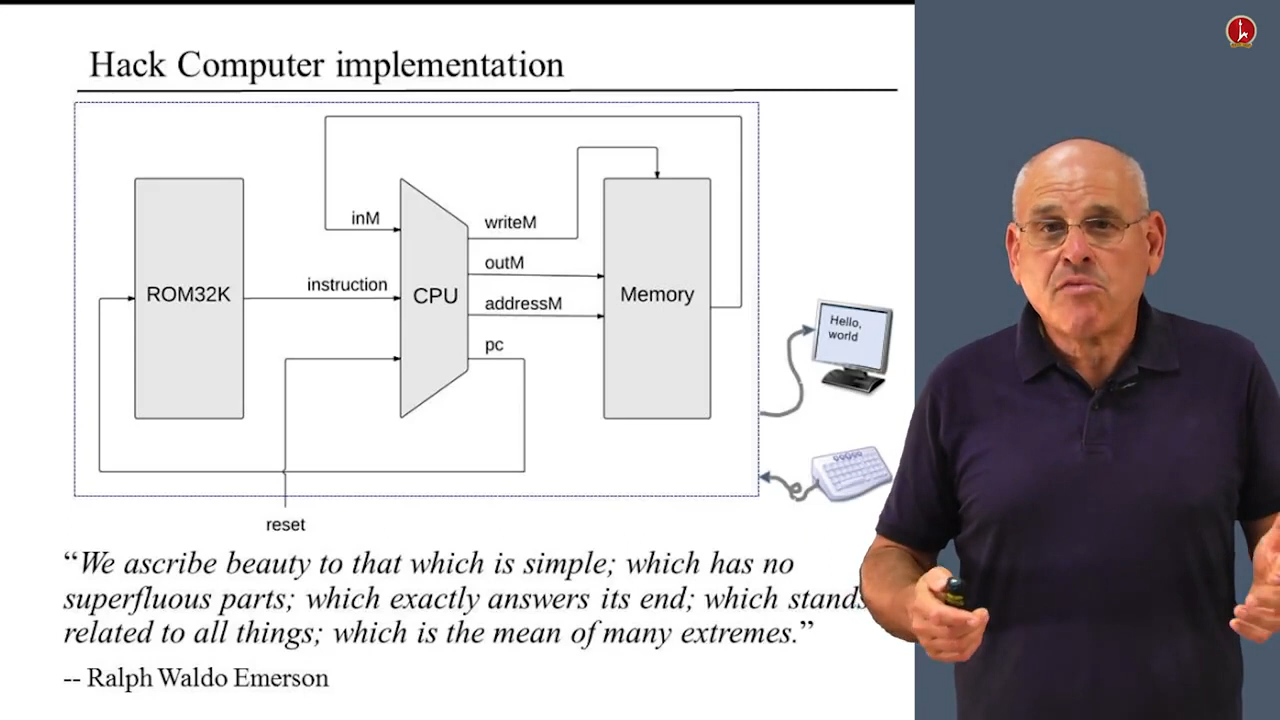 Hack Computer implementation
inM
writeM
outM
instruction
ROM32K
CPU
addressM
Memory
pc
Hello,
world
reset
“We ascribe beauty to that which is simple; which has no
superfluous parts; which exactly answers its end; which stands
related to all things; which is the mean of many extremes.”
-- Ralph Waldo Emerson